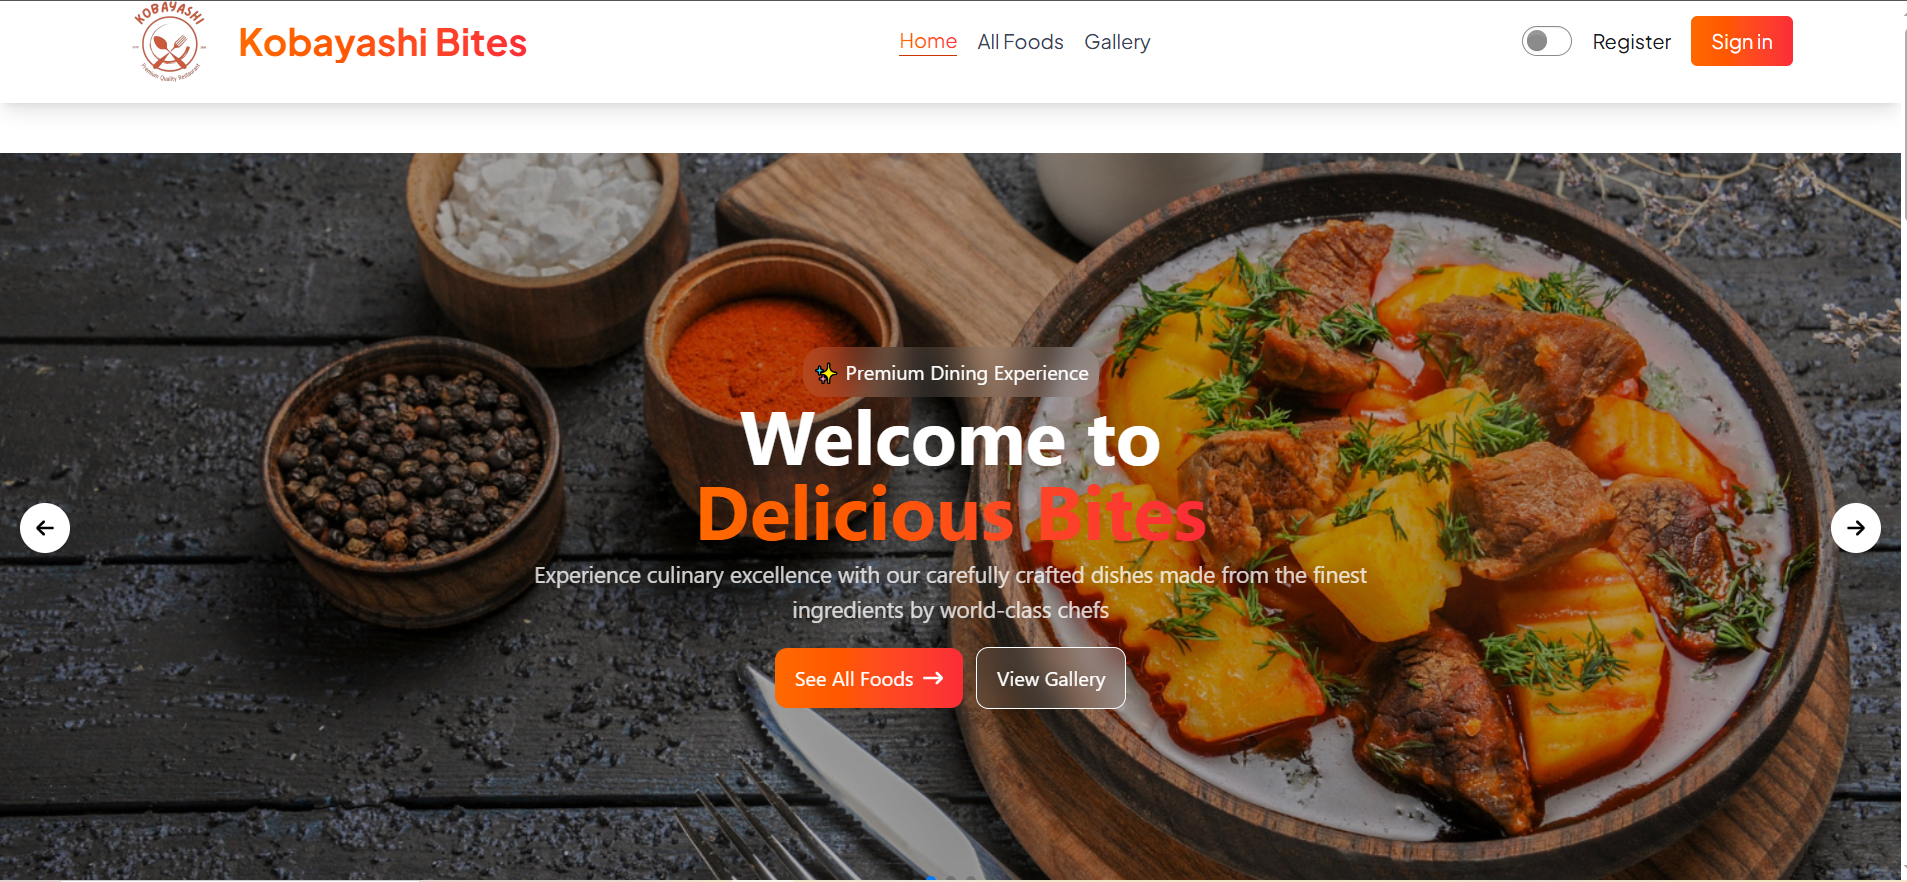 KOBAYASHI
Premium Quality Restaurant
Kobayashi Bites
Home
All Foods
Gallery
Register
Sign in
✨ Premium Dining Experience
Welcome to
Delicious Bites
Experience culinary excellence with our carefully crafted dishes made from the finest
ingredients by world-class chefs
See All Foods →
View Gallery